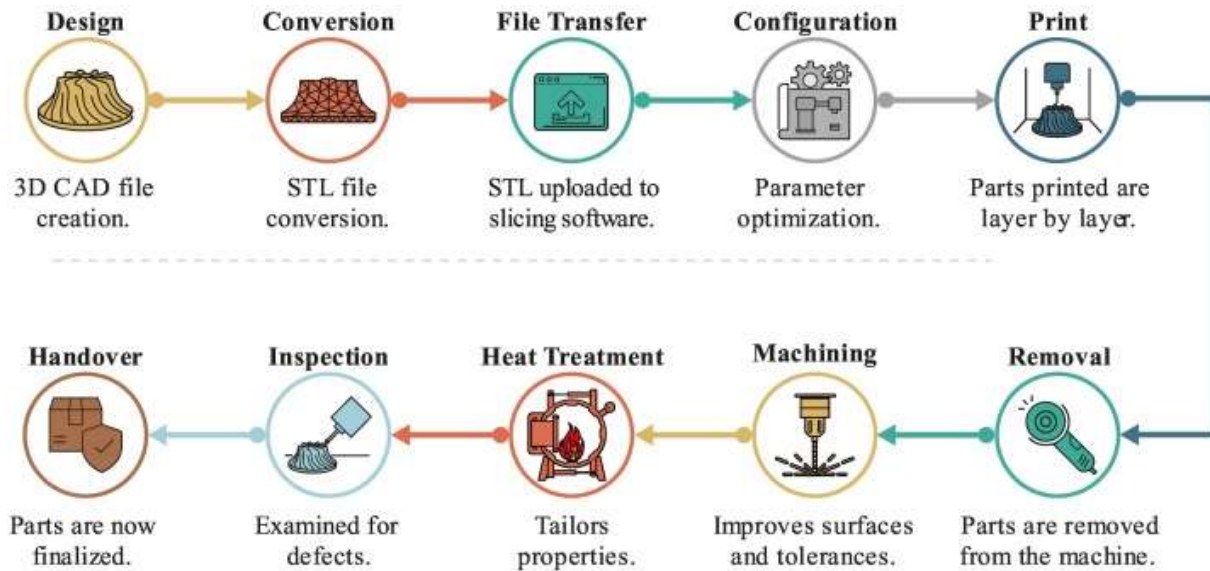 Design
Conversion
File Transfer
Configuration
Print
3D CAD file
creation.
STL file
conversion.
STL uploaded to
slicing software.
Parameter
optimization.
Parts printed are
layer by layer.
Handover
Inspection
Heat Treatment
Machining
Removal
Parts are now
finalized.
Examined for
defects.
Tailors
properties.
Improves surfaces
and tolerances.
Parts are removed
from the machine.